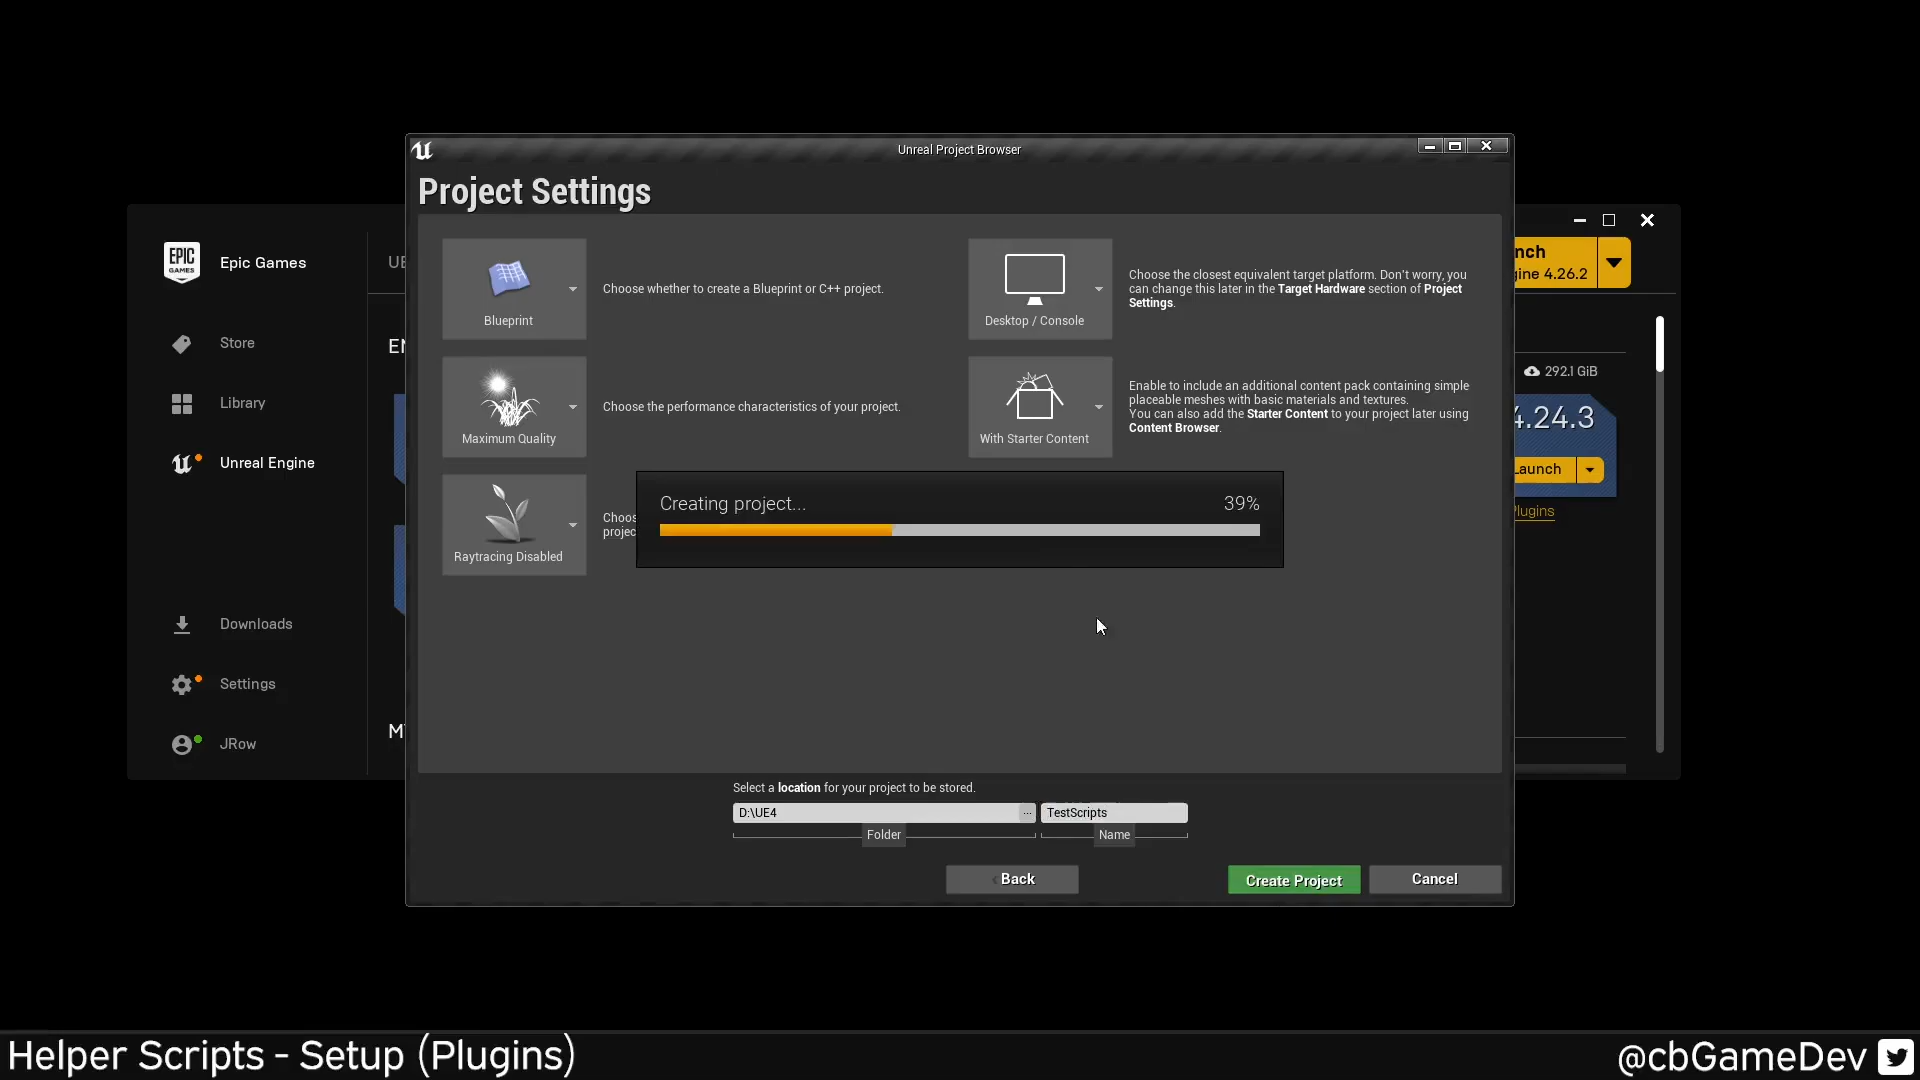 Unreal Project Browser
Project Settings
EPIC GAMES
Epic Games
Store
Library
Unreal Engine
Downloads
Settings
JRow
UE
EN
Blueprint
Choose whether to create a Blueprint or C++ project.
Maximum Quality
Choose the performance characteristics of your project.
Raytracing Disabled
Choos
projec
Desktop / Console
Choose the closest equivalent target platform. Don't worry, you
can change this later in the Target Hardware section of Project
Settings.
With Starter Content
Enable to include an additional content pack containing simple
placeable meshes with basic materials and textures.
You can also add the Starter Content to your project later using
Content Browser.
Creating project...
39%
nch
gine 4.26.2
292.1 GiB
4.24.3
Launch
Plugins
Select a location for your project to be stored.
D:\UE4
...
TestScripts
Folder
Name
Back
Create Project
Cancel
Helper Scripts - Setup (Plugins)
@cbGameDev